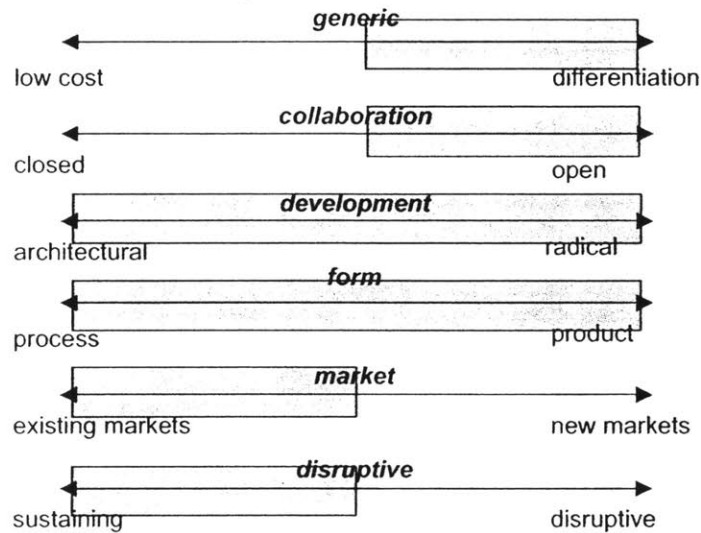 generic
low cost
differentiation
collaboration
closed
open
development
architectural
radical
form
process
product
market
existing markets
new markets
disruptive
sustaining
disruptive